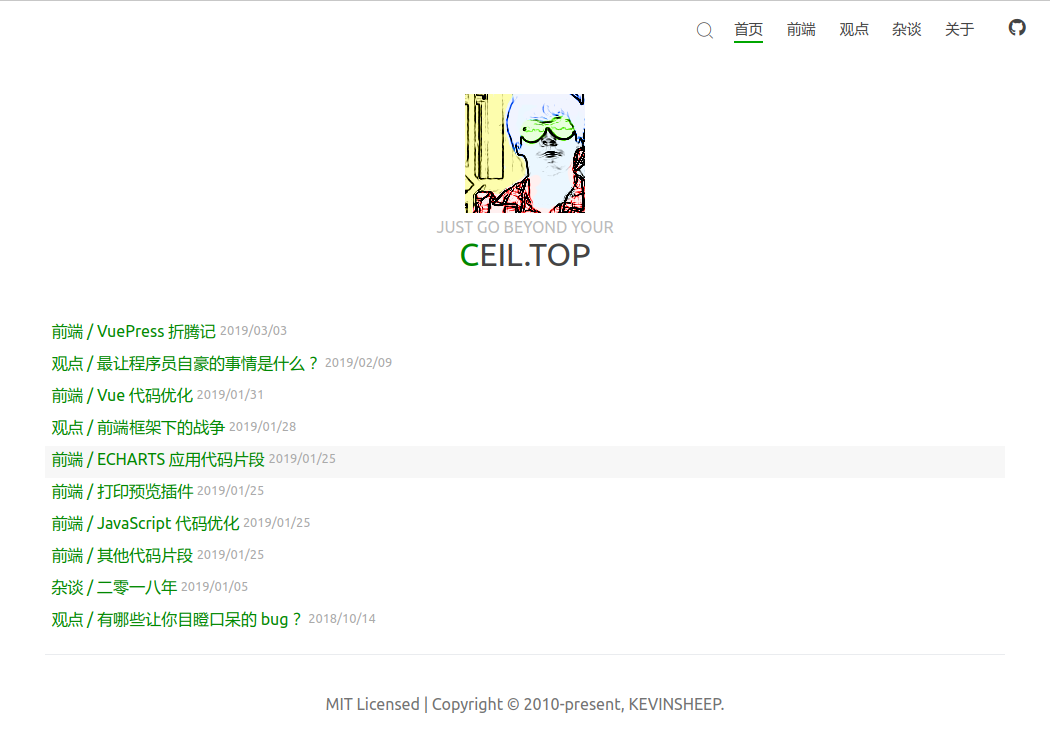 首页 前端 观点 杂谈 关于
JUST GO BEYOND YOUR
CEIL.TOP
前端 / VuePress 折腾记 2019/03/03
观点 / 最让程序员自豪的事情是什么？ 2019/02/09
前端 / Vue 代码优化 2019/01/31
观点 / 前端框架下的战争 2019/01/28
前端 / ECHARTS 应用代码片段 2019/01/25
前端 / 打印预览插件 2019/01/25
前端 / JavaScript 代码优化 2019/01/25
前端 / 其他代码片段 2019/01/25
杂谈 / 二零一八年 2019/01/05
观点 / 有哪些让你目瞪口呆的 bug？ 2018/10/14
MIT Licensed | Copyright © 2010-present, KEVINSHEEP.